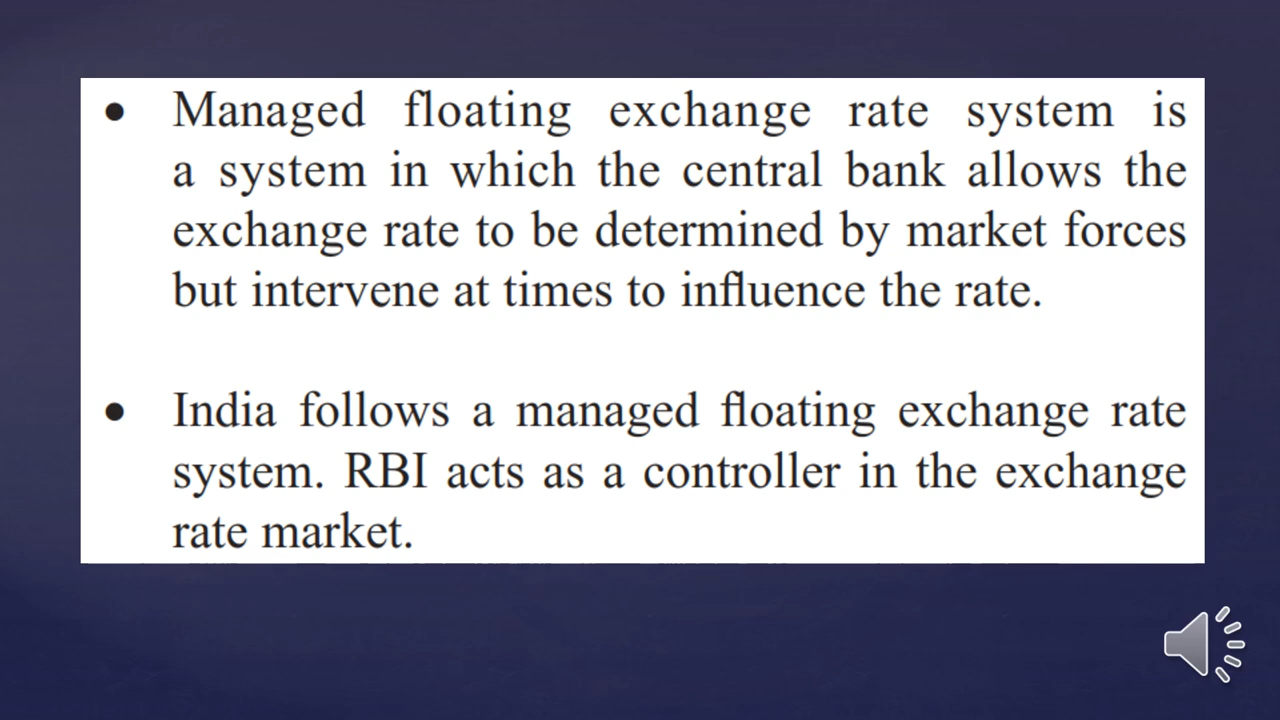 • Managed floating exchange rate system is
a system in which the central bank allows the
exchange rate to be determined by market forces
but intervene at times to influence the rate.
• India follows a managed floating exchange rate
system. RBI acts as a controller in the exchange
rate market.